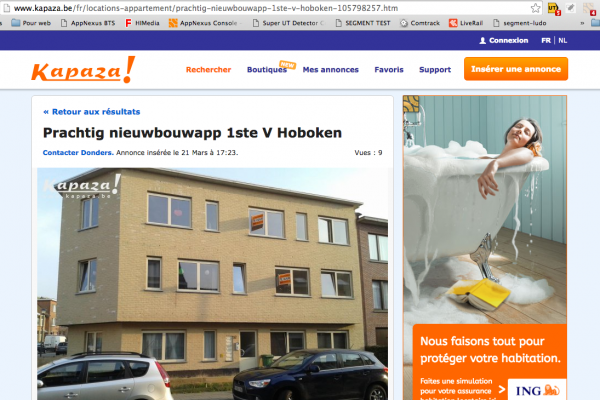 www.kapaza.be/fr/locations-appartement/prachtig-nieuwbouwapp-1ste-v-hoboken-105798257.htm
Pour web AppNexus BTS HIMedia AppNexus Console Super UT Detector C SEGMENT TEST Comtrack LiveRail segment-ludo
Connexion FR | NL
Kapaza!
Rechercher Boutiques NEW Mes annonces Favoris Support Insérer une annonce
« Retour aux résultats
Prachtig nieuwbouwapp 1ste V Hoboken
Contacter Donders. Annonce insérée le 21 Mars à 17:23. Vues : 9
Kapaza!
kapaza.be
Nous faisons tout pour
protéger votre habitation.
Faites une simulation
pour votre assurance
ING